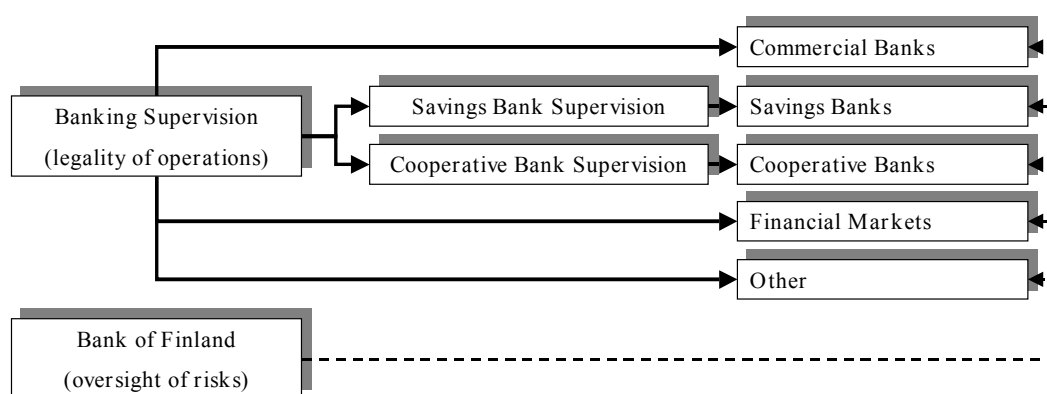 Commercial Banks
Banking Supervision
(legality of operations)
Savings Bank Supervision
Savings Banks
Cooperative Bank Supervision
Cooperative Banks
Financial Markets
Other
Bank of Finland
(oversight of risks)